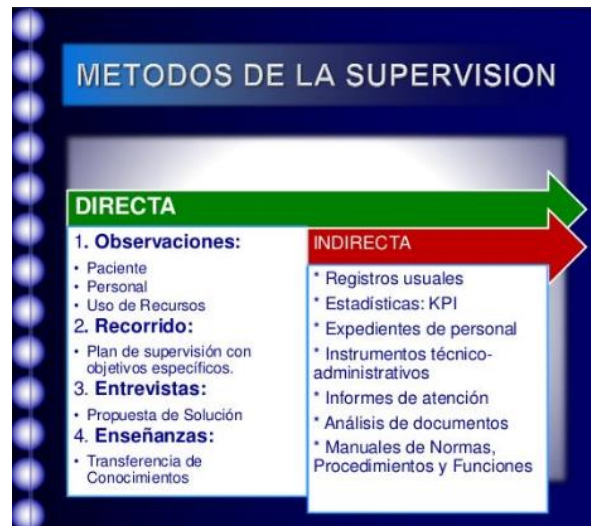 METODOS DE LA SUPERVISION
DIRECTA
1. Observaciones:
• Paciente
• Personal
• Uso de Recursos
2. Recorrido:
• Plan de supervisión con
objetivos específicos.
3. Entrevistas:
• Propuesta de Solución
4. Enseñanzas:
• Transferencia de
Conocimientos
INDIRECTA
* Registros usuales
* Estadísticas: KPI
* Expedientes de personal
* Instrumentos técnico-
administrativos
* Informes de atención
* Análisis de documentos
* Manuales de Normas,
Procedimientos y Funciones